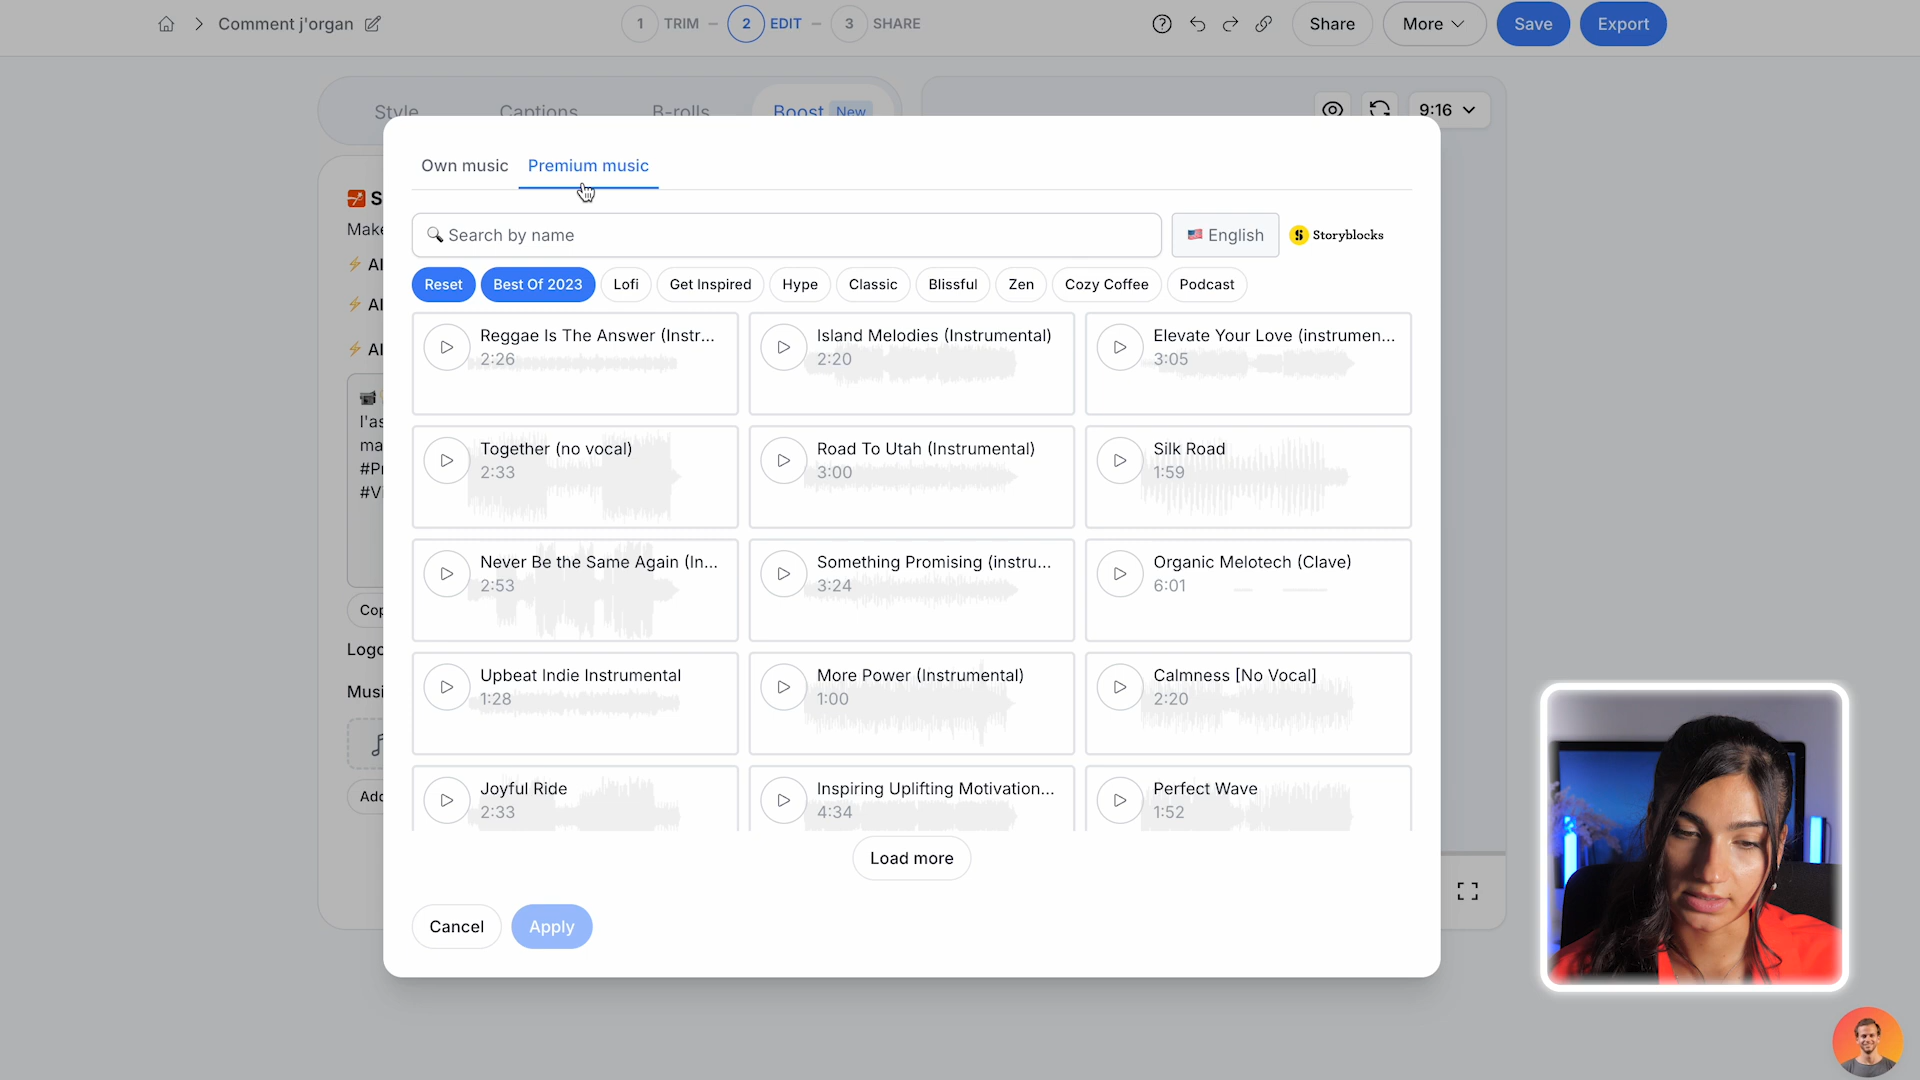 Comment j'organ
1 TRIM – 2 EDIT – 3 SHARE
Share
More
Save
Export
Style
Captions
B-rolls
Boost New
9:16
Own music
Premium music
Search by name
English
Storyblocks
Reset
Best Of 2023
Lofi
Get Inspired
Hype
Classic
Blissful
Zen
Cozy Coffee
Podcast
Reggae Is The Answer (Instr...
2:26
Island Melodies (Instrumental)
2:20
Elevate Your Love (instrumen...
3:05
Together (no vocal)
2:33
Road To Utah (Instrumental)
3:00
Silk Road
1:59
Never Be the Same Again (In...
2:53
Something Promising (instru...
3:24
Organic Melotech (Clave)
6:01
Upbeat Indie Instrumental
1:28
More Power (Instrumental)
1:00
Calmness [No Vocal]
2:20
Joyful Ride
2:33
Inspiring Uplifting Motivation...
4:34
Perfect Wave
1:52
Load more
Cancel
Apply